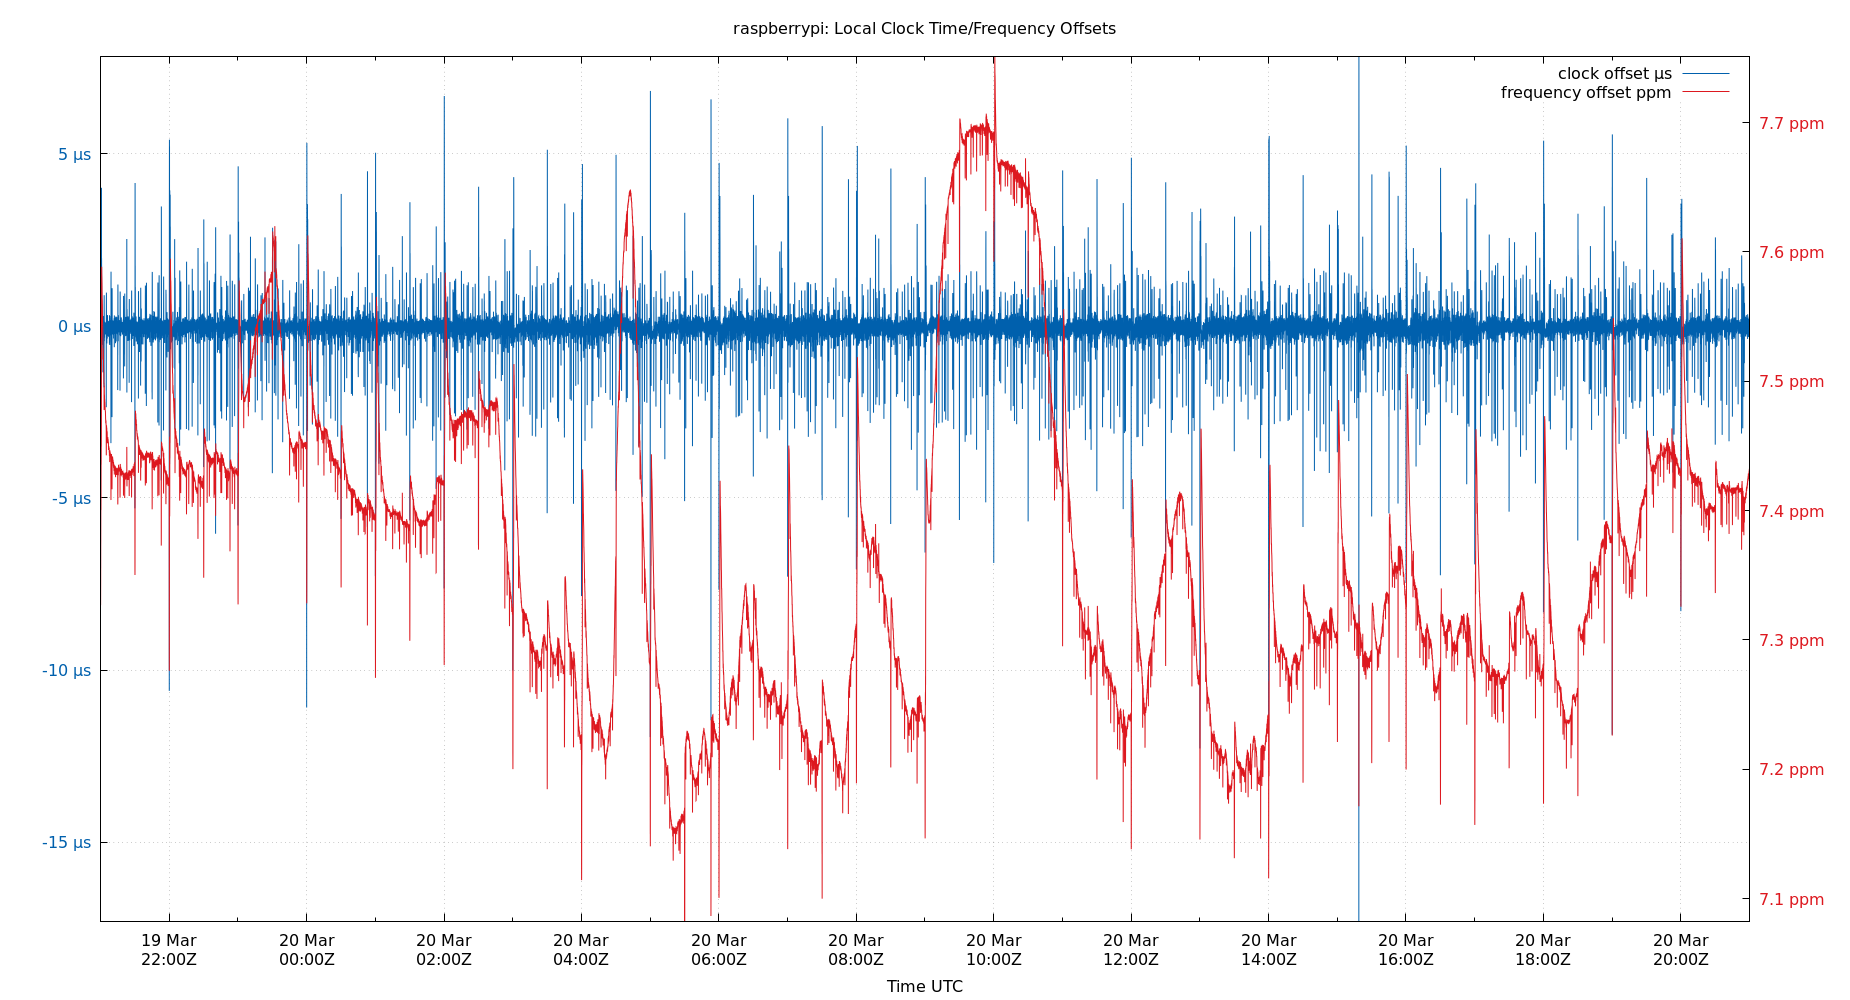 raspberrypi: Local Clock Time/Frequency Offsets
clock offset µs
frequency offset ppm
5 µs
0 µs
-5 µs
-10 µs
-15 µs
7.7 ppm
7.6 ppm
7.5 ppm
7.4 ppm
7.3 ppm
7.2 ppm
7.1 ppm
19 Mar 20 Mar 20 Mar 20 Mar 20 Mar 20 Mar 20 Mar 20 Mar 20 Mar 20 Mar 20 Mar 20 Mar
22:00Z 00:00Z 02:00Z 04:00Z 06:00Z 08:00Z 10:00Z 12:00Z 14:00Z 16:00Z 18:00Z 20:00Z
Time UTC